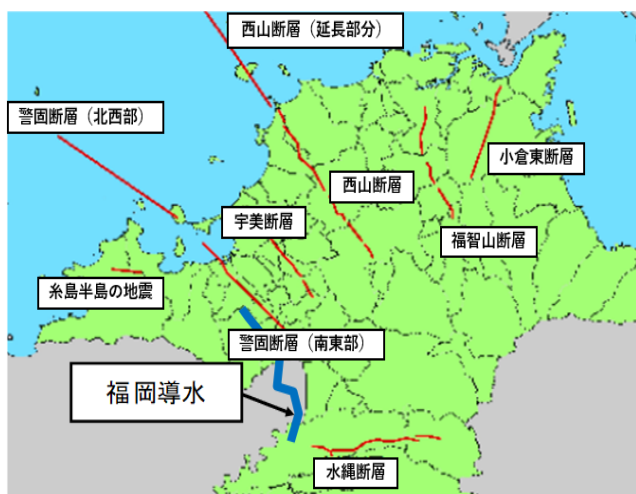 西山断層（延長部分）
警固断層（北西部）
小倉東断層
西山断層
宇美断層
福智山断層
糸島半島の地震
警固断層（南東部）
福岡導水
水縄断層